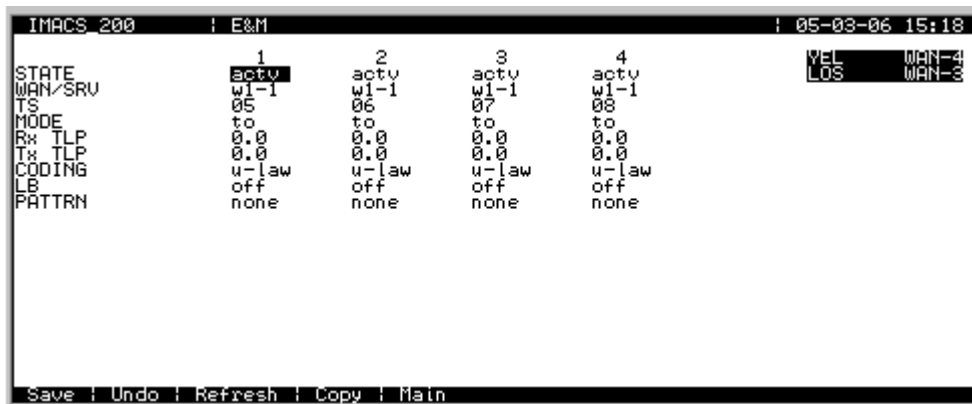 IMACS_200 ¦ E&M ¦ 05-03-06 15:18
1 2 3 4 YEL WAN-4
STATE actv actv actv actv LOS WAN-3
WAN/SRV w1-1 w1-1 w1-1 w1-1
TS 05 06 07 08
MODE to to to to
Rx TLP 0.0 0.0 0.0 0.0
Tx TLP 0.0 0.0 0.0 0.0
CODING u-law u-law u-law u-law
LB off off off off
PATTRN none none none none
Save ¦ Undo ¦ Refresh ¦ Copy ¦ Main